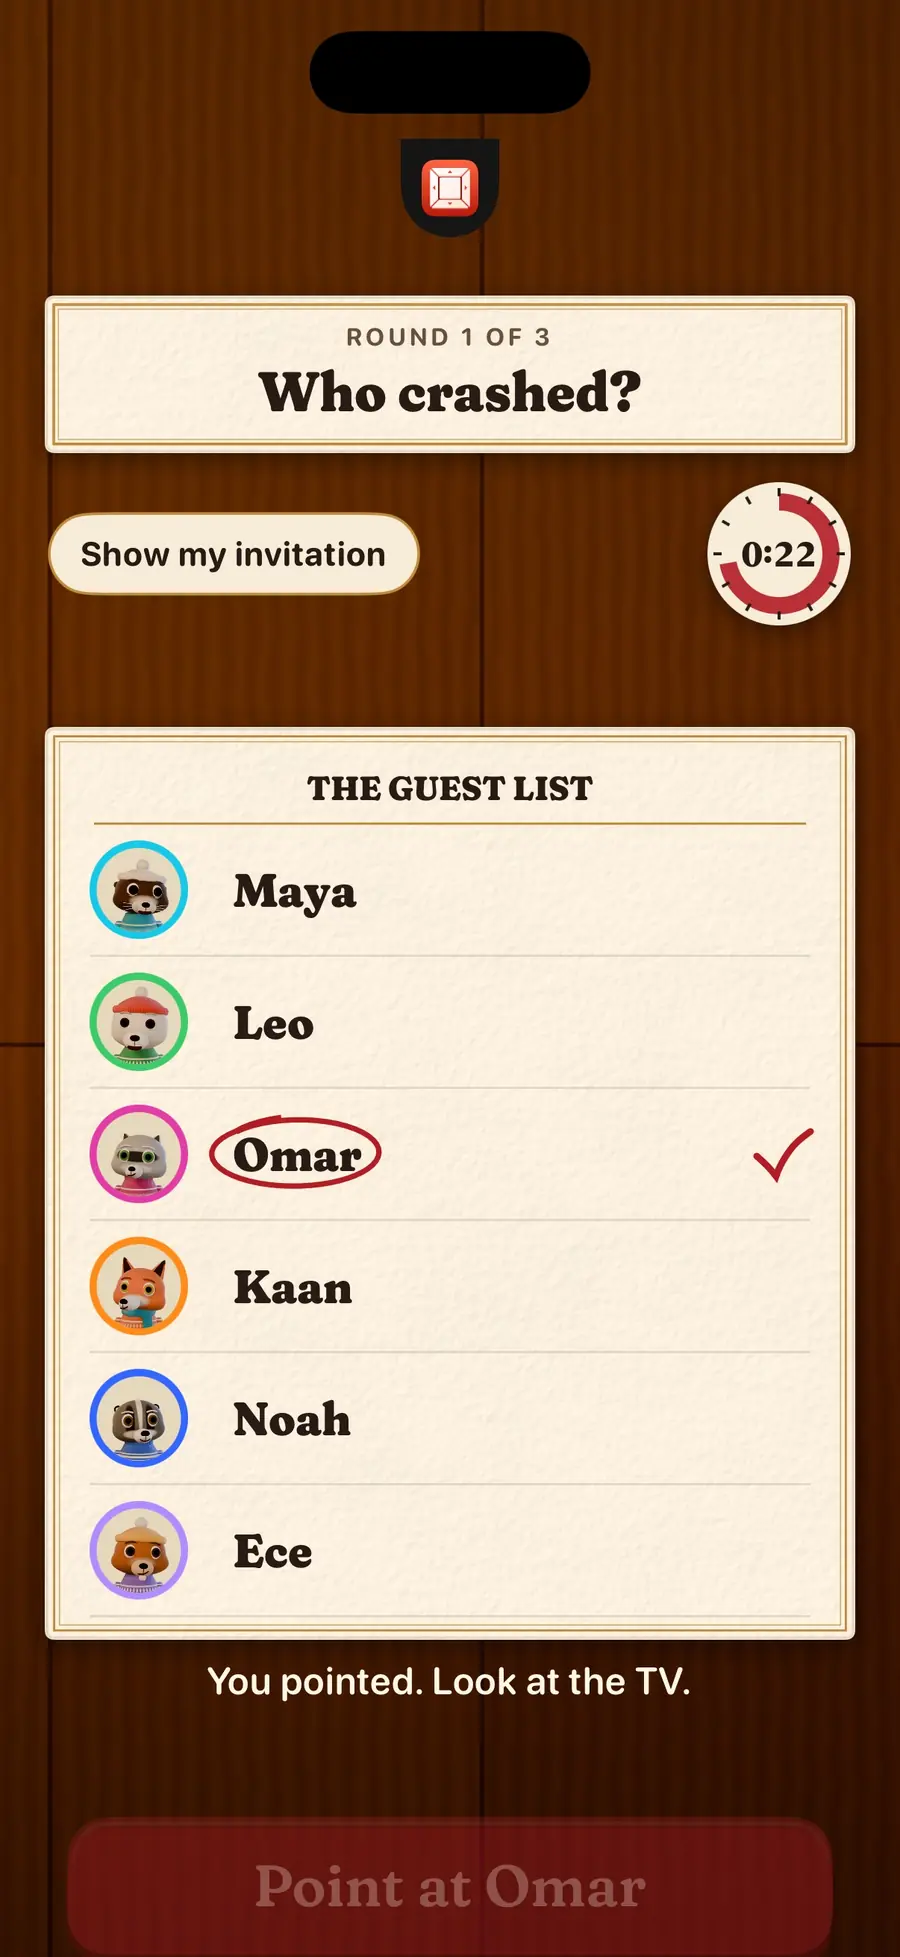 ROUND 1 OF 3
Who crashed?
Show my invitation
0:22
THE GUEST LIST
Maya
Leo
Omar
Kaan
Noah
Ece
You pointed. Look at the TV.
Point at Omar